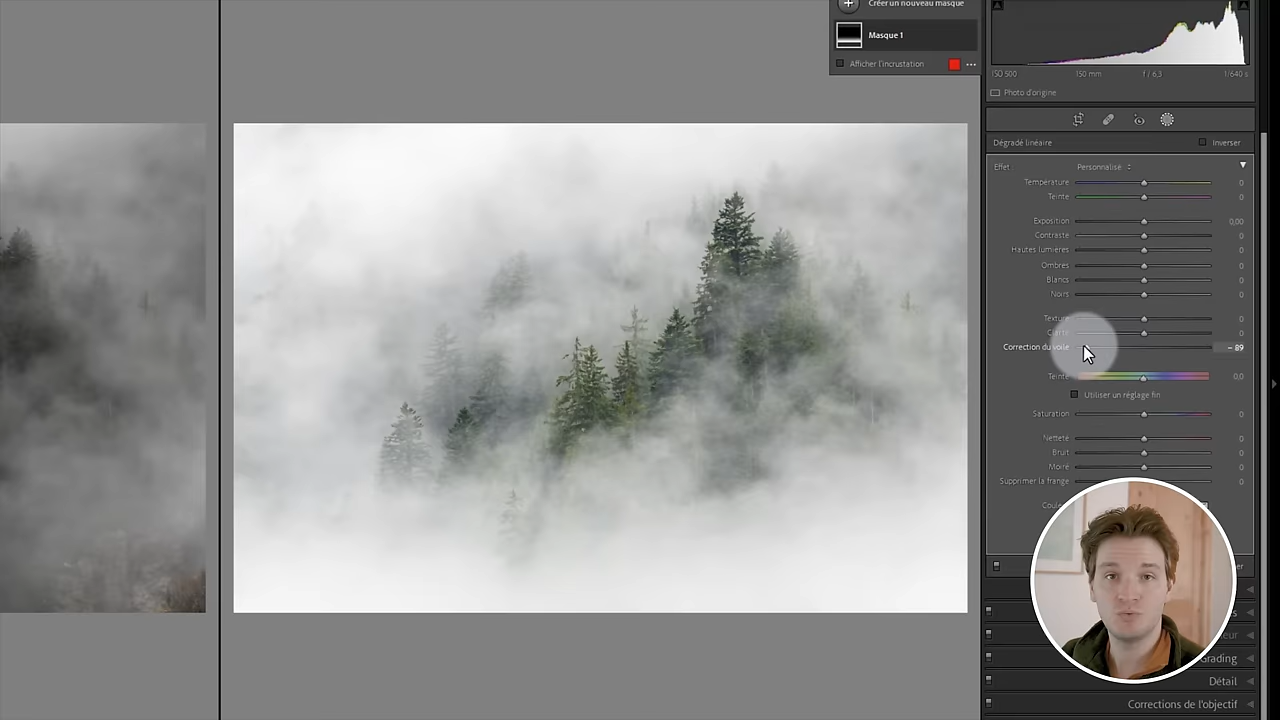 Créer un nouveau masque
Masque 1
Afficher l'incrustation
ISO 500 150 mm f / 6,3 1/640 s
Photo d'origine
Dégradé linéaire Inverser
Effet: Personnalisé
Température 0
Teinte 0
Exposition 0,00
Contraste 0
Hautes lumières 0
Ombres 0
Blancs 0
Noirs 0
Texture 0
Clarté 0
Correction du voile – 89
Teinte 0,0
Utiliser un réglage fin
Saturation 0
Netteté 0
Bruit 0
Moiré 0
Supprimer la frange 0
Grading
Détail
Corrections de l'objectif